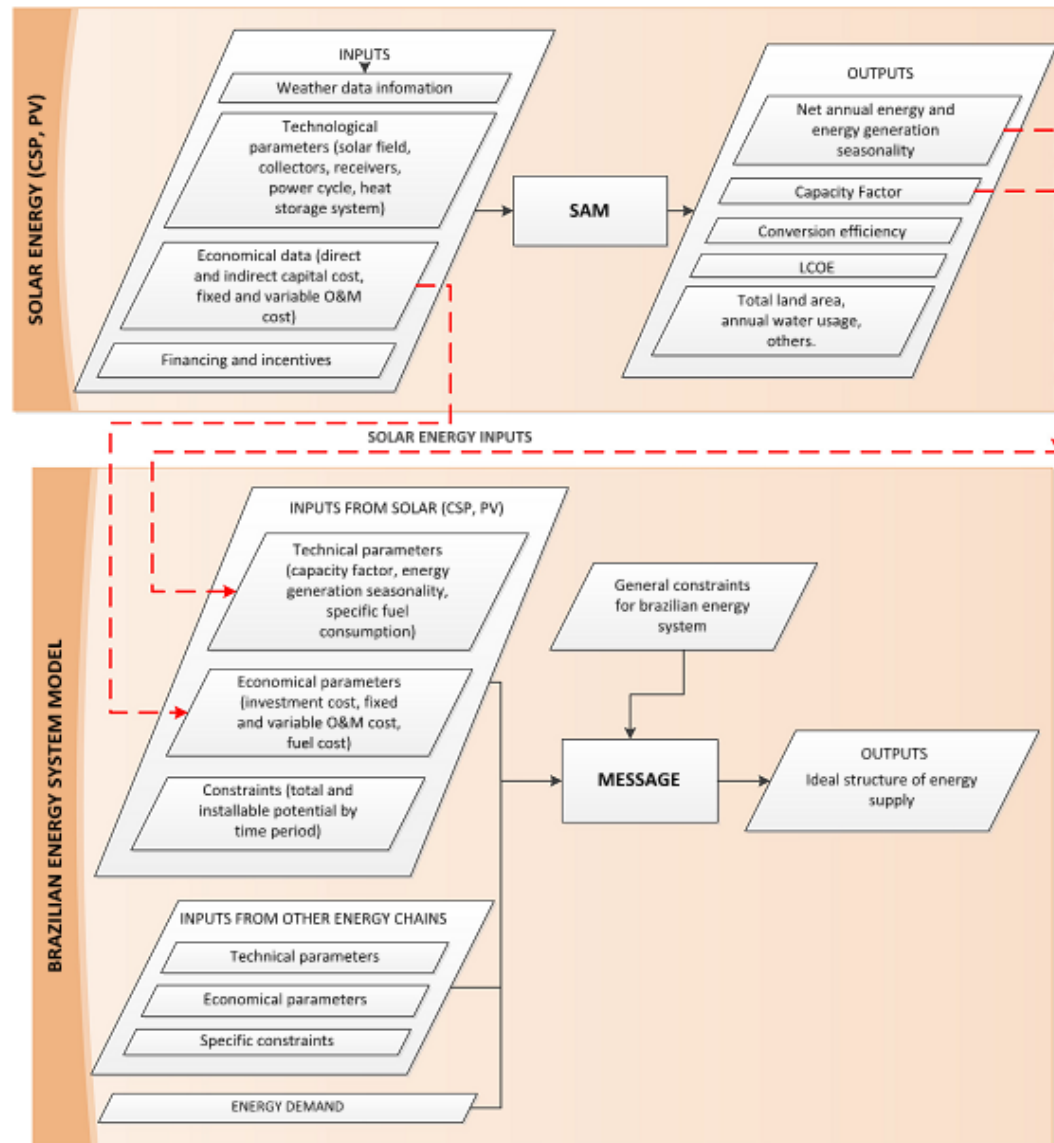 SOLAR ENERGY (CSP, PV)
INPUTS
Weather data infomation
Technological
parameters (solar field,
collectors, receivers,
power cycle, heat
storage system)
Economical data (direct
and indirect capital cost,
fixed and variable O&M
cost)
Financing and incentives
SAM
OUTPUTS
Net annual energy and
energy generation
seasonality
Capacity Factor
Conversion efficiency
LCOE
Total land area,
annual water usage,
others.
SOLAR ENERGY INPUTS
BRAZILIAN ENERGY SYSTEM MODEL
INPUTS FROM SOLAR (CSP, PV)
Technical parameters
(capacity factor, energy
generation seasonality,
specific fuel
consumption)
Economical parameters
(investment cost, fixed
and variable O&M cost,
fuel cost)
Constraints (total and
installable potential by
time period)
INPUTS FROM OTHER ENERGY CHAINS
Technical parameters
Economical parameters
Specific constraints
ENERGY DEMAND
General constraints
for brazilian energy
system
MESSAGE
OUTPUTS
Ideal structure of energy
supply